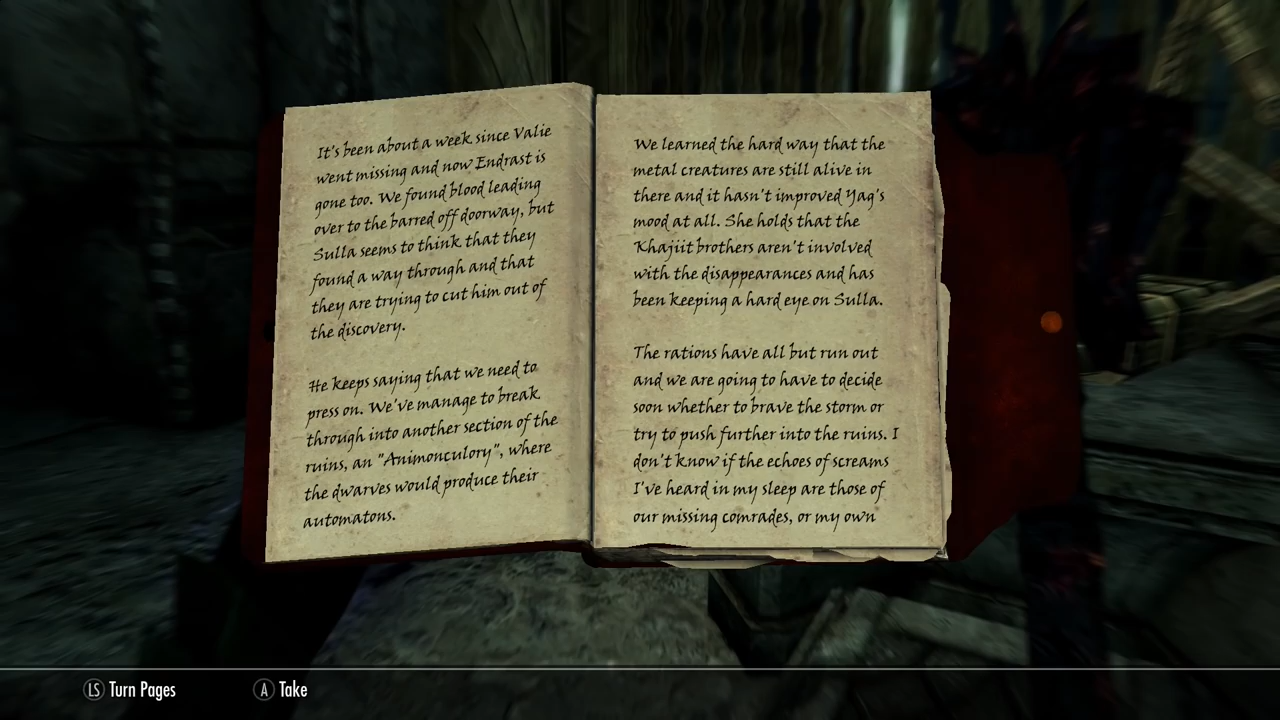 It's been about a week since Valie
went missing and now Endrast is
gone too. We found blood leading
over to the barred off doorway, but
Sulla seems to think that they
found a way through and that
they are trying to cut him out of
the discovery.
He keeps saying that we need to
press on. We've manage to break
through into another section of the
ruins, an "Animonculory", where
the dwarves would produce their
automatons.
We learned the hard way that the
metal creatures are still alive in
there and it hasn't improved Yag's
mood at all. She holds that the
Khajiit brothers aren't involved
with the disappearances and has
been keeping a hard eye on Sulla.
The rations have all but run out
and we are going to have to decide
soon whether to brave the storm or
try to push further into the ruins. I
don't know if the echoes of screams
I've heard in my sleep are those of
our missing comrades, or my own
LS Turn Pages
A Take